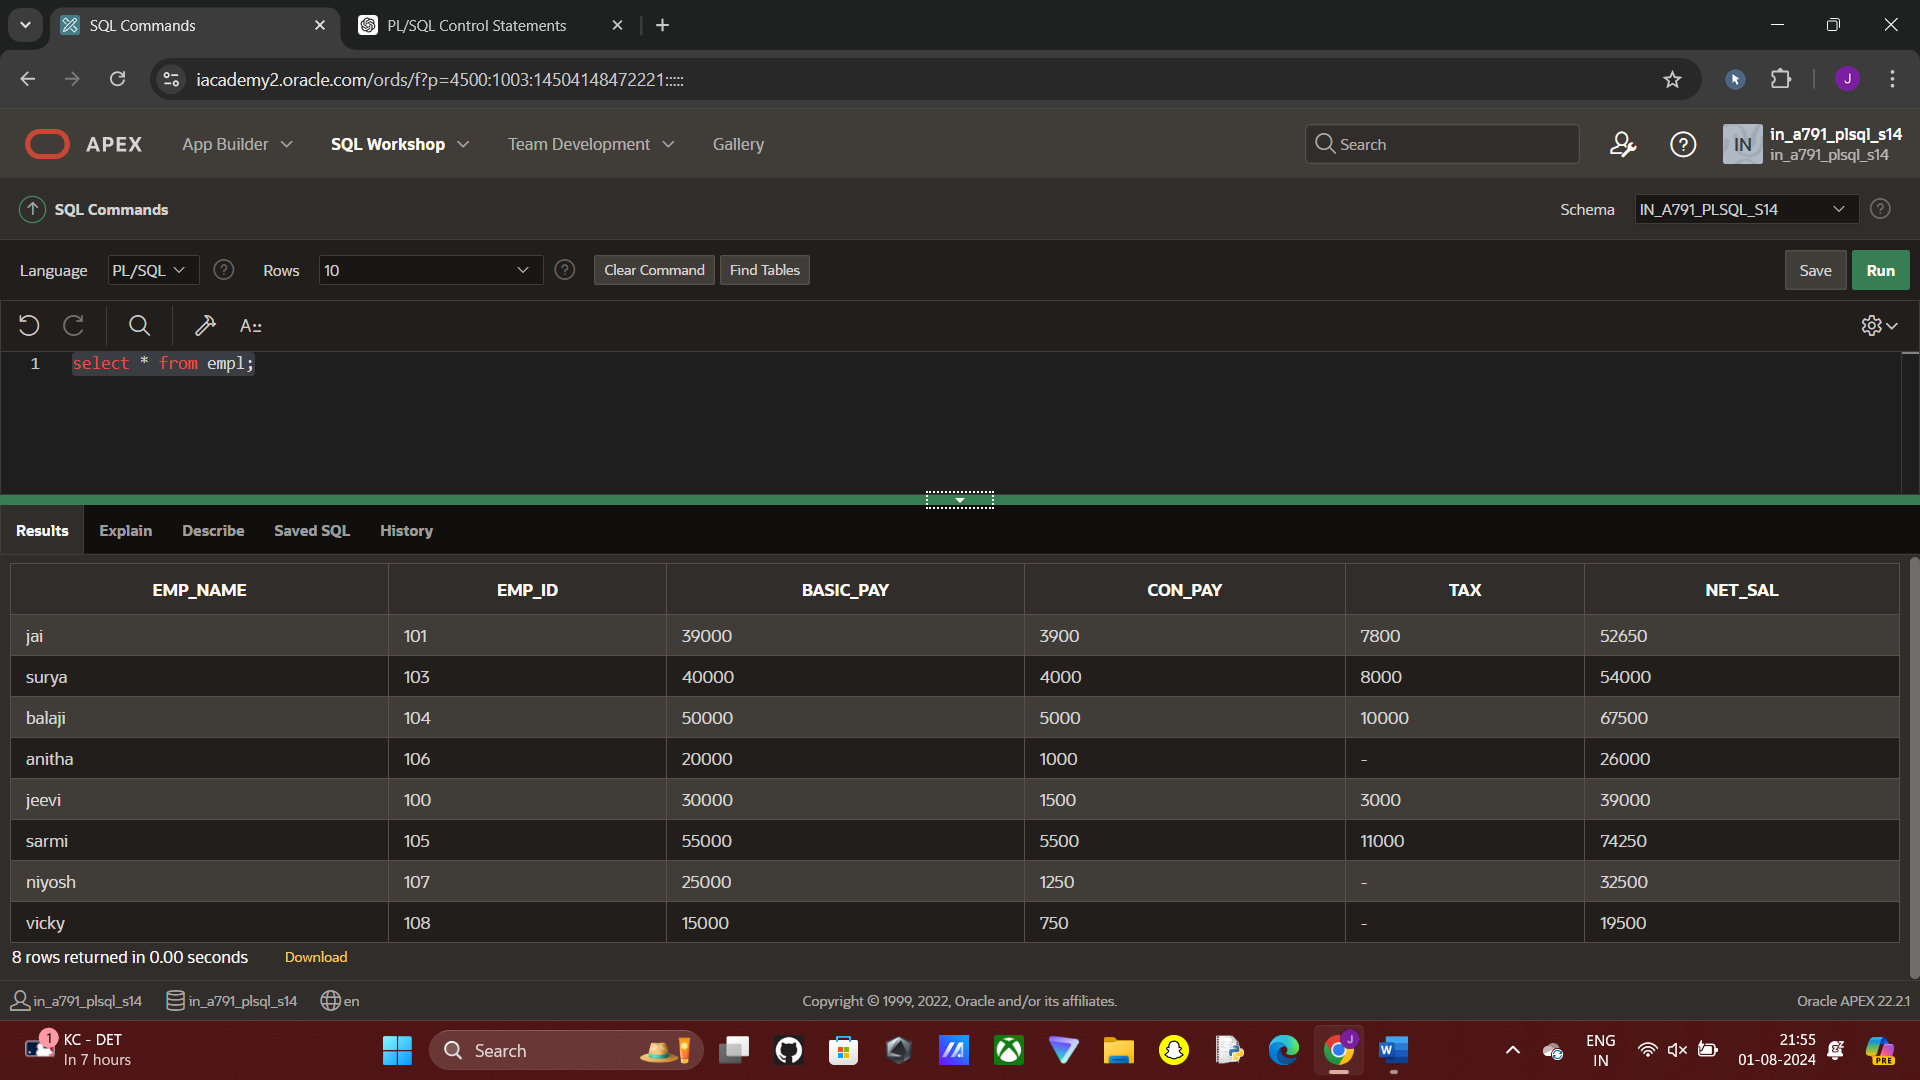 SQL Commands
PL/SQL Control Statements
iacademy2.oracle.com/ords/f?p=4500:1003:14504148472221:::::
J
APEX
App Builder
SQL Workshop
Team Development
Gallery
Search
IN
in_a791_plsql_s14
in_a791_plsql_s14
SQL Commands
Schema
IN_A791_PLSQL_S14
Language
PL/SQL
Rows
10
Clear Command
Find Tables
Save
Run
1 select * from empl;
Results Explain Describe Saved SQL History
EMP_NAME EMP_ID BASIC_PAY CON_PAY TAX NET_SAL
jai 101 39000 3900 7800 52650
surya 103 40000 4000 8000 54000
balaji 104 50000 5000 10000 67500
anitha 106 20000 1000 - 26000
jeevi 100 30000 1500 3000 39000
sarmi 105 55000 5500 11000 74250
niyosh 107 25000 1250 - 32500
vicky 108 15000 750 - 19500
8 rows returned in 0.00 seconds
Download
in_a791_plsql_s14
in_a791_plsql_s14
en
Copyright © 1999, 2022, Oracle and/or its affiliates.
Oracle APEX 22.2.1
1
KC - DET
In 7 hours
Search
J
W
ENG
IN
21:55
01-08-2024
PRE